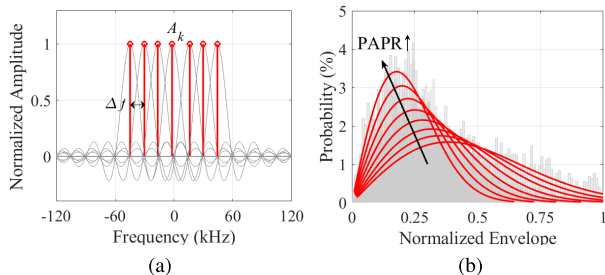 Normalized Amplitude
1
0.5
0
A_k
Δf
-120 -60 0 60 120
Frequency (kHz)
(a)
Probability (%)
5
4
3
2
1
0
PAPR↑
0 0.25 0.5 0.75 1
Normalized Envelope
(b)